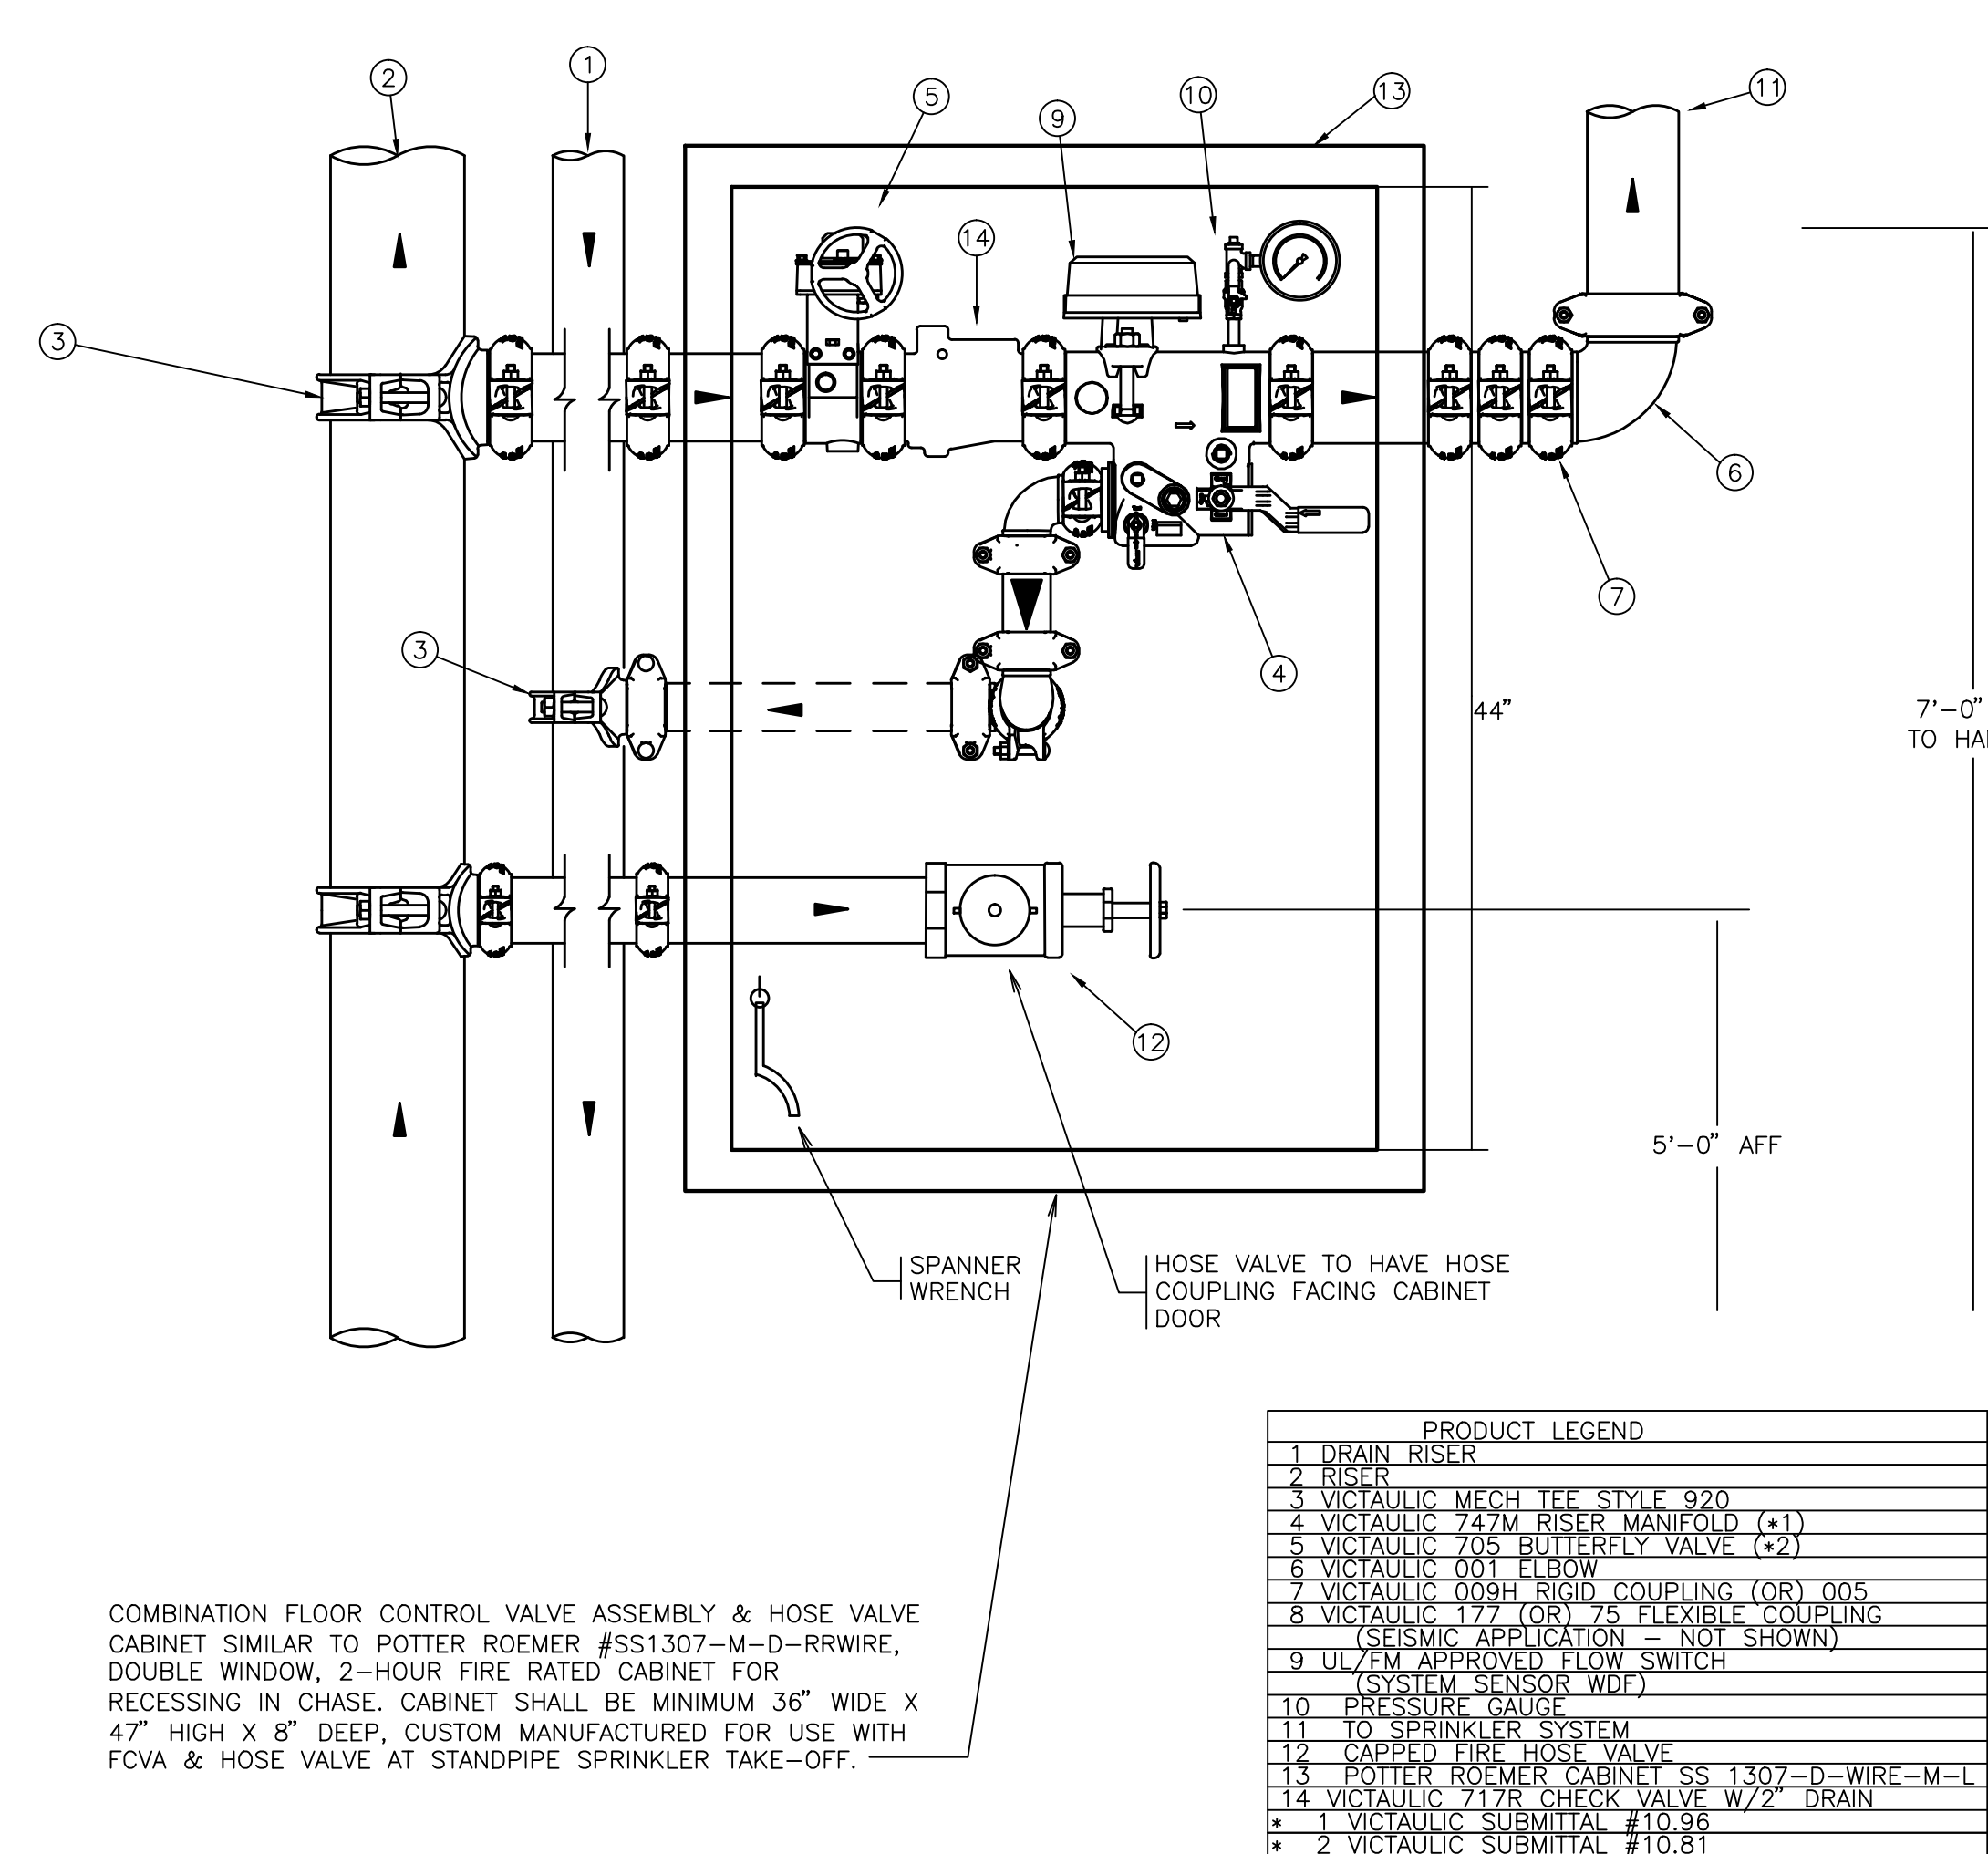 2
1
5
9
10
13
11
14
3
6
7
3
4
44"
7'-0"
TO
5'-0" AFF
12
SPANNER
WRENCH
HOSE VALVE TO HAVE HOSE
COUPLING FACING CABINET
DOOR
COMBINATION FLOOR CONTROL VALVE ASSEMBLY & HOSE VALVE
CABINET SIMILAR TO POTTER ROEMER #SS1307-M-D-RRWIRE,
DOUBLE WINDOW, 2-HOUR FIRE RATED CABINET FOR
RECESSING IN CHASE. CABINET SHALL BE MINIMUM 36" WIDE X
47" HIGH X 8" DEEP, CUSTOM MANUFACTURED FOR USE WITH
FCVA & HOSE VALVE AT STANDPIPE SPRINKLER TAKE-OFF.
PRODUCT LEGEND
1 DRAIN RISER
2 RISER
3 VICTAULIC MECH TEE STYLE 920
4 VICTAULIC 747M RISER MANIFOLD (*1)
5 VICTAULIC 705 BUTTERFLY VALVE (*2)
6 VICTAULIC 001 ELBOW
7 VICTAULIC 009H RIGID COUPLING (OR) 005
8 VICTAULIC 177 (OR) 75 FLEXIBLE COUPLING
(SEISMIC APPLICATION - NOT SHOWN)
9 UL/FM APPROVED FLOW SWITCH
(SYSTEM SENSOR WDF)
10 PRESSURE GAUGE
11 TO SPRINKLER SYSTEM
12 CAPPED FIRE HOSE VALVE
13 POTTER ROEMER CABINET SS 1307-D-WIRE-M-L
14 VICTAULIC 717R CHECK VALVE W/2" DRAIN
* 1 VICTAULIC SUBMITTAL #10.96
* 2 VICTAULIC SUBMITTAL #10.81